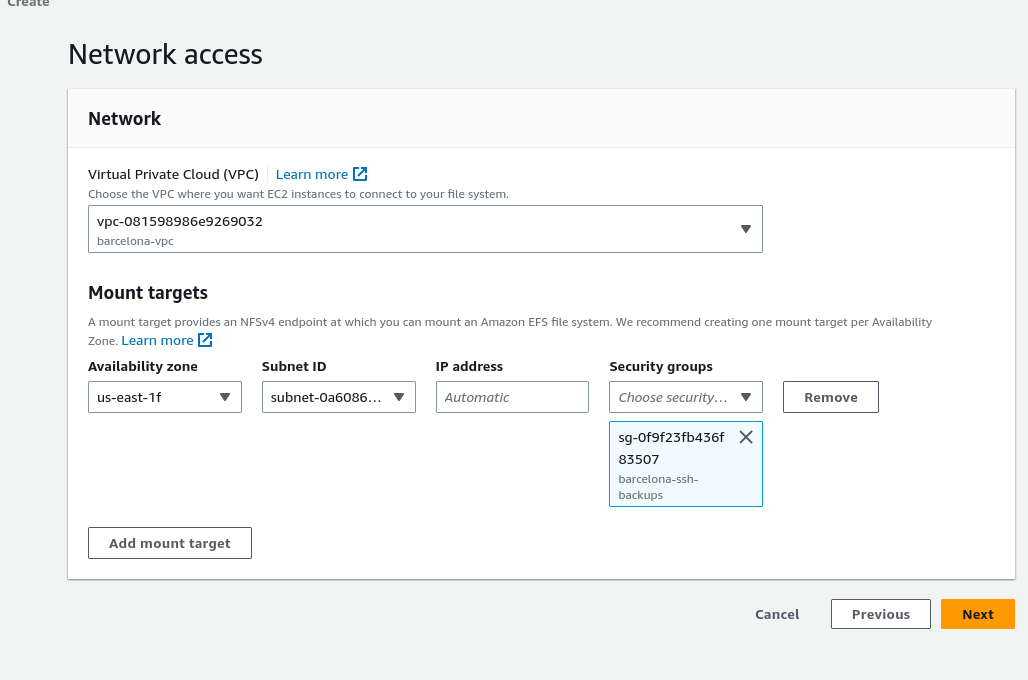 Create
Network access
Network
Virtual Private Cloud (VPC) Learn more
Choose the VPC where you want EC2 instances to connect to your file system.
vpc-081598986e9269032
barcelona-vpc
Mount targets
A mount target provides an NFSv4 endpoint at which you can mount an Amazon EFS file system. We recommend creating one mount target per Availability
Zone. Learn more
Availability zone Subnet ID IP address Security groups
us-east-1f subnet-0a6086... Automatic Choose security... Remove
sg-0f9f23fb436f
83507
barcelona-ssh-
backups
Add mount target
Cancel Previous Next